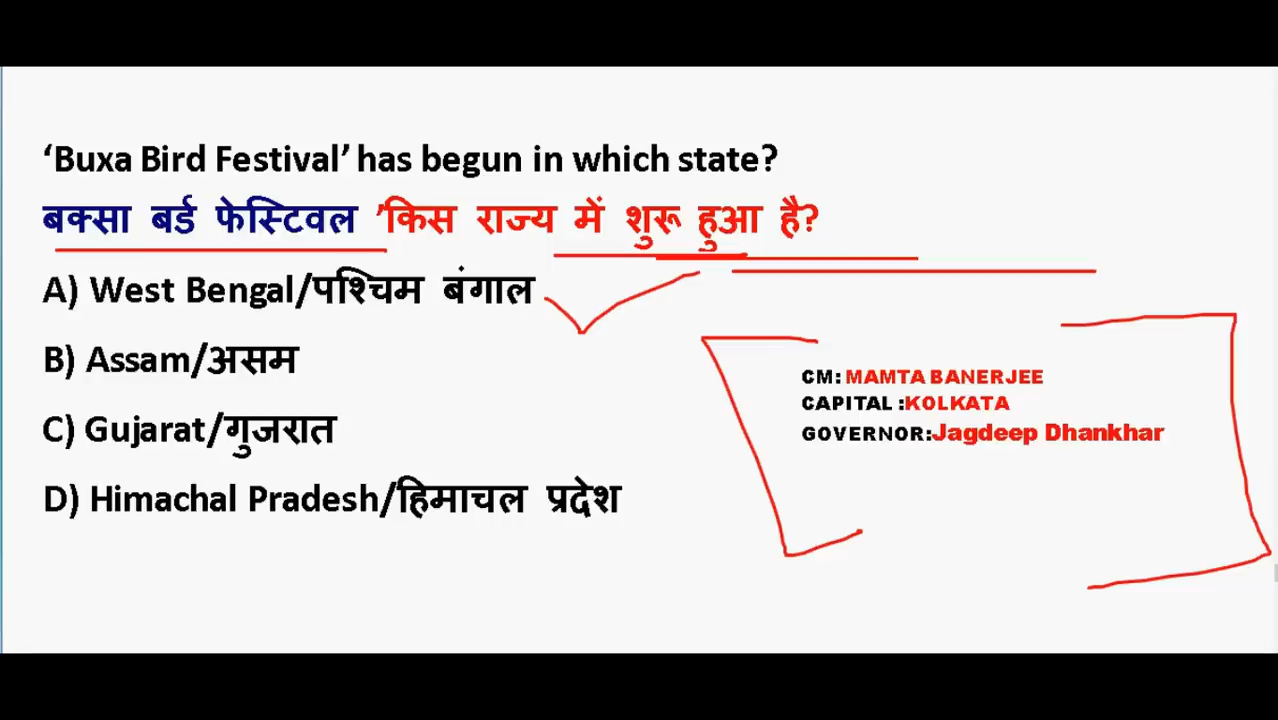 ‘Buxa Bird Festival’ has begun in which state?
बक्सा बर्ड फेस्टिवल ’किस राज्य में शुरू हुआ है?
A) West Bengal/पश्चिम बंगाल
B) Assam/असम
C) Gujarat/गुजरात
D) Himachal Pradesh/हिमाचल प्रदेश
CM: MAMTA BANERJEE
CAPITAL :KOLKATA
GOVERNOR:Jagdeep Dhankhar